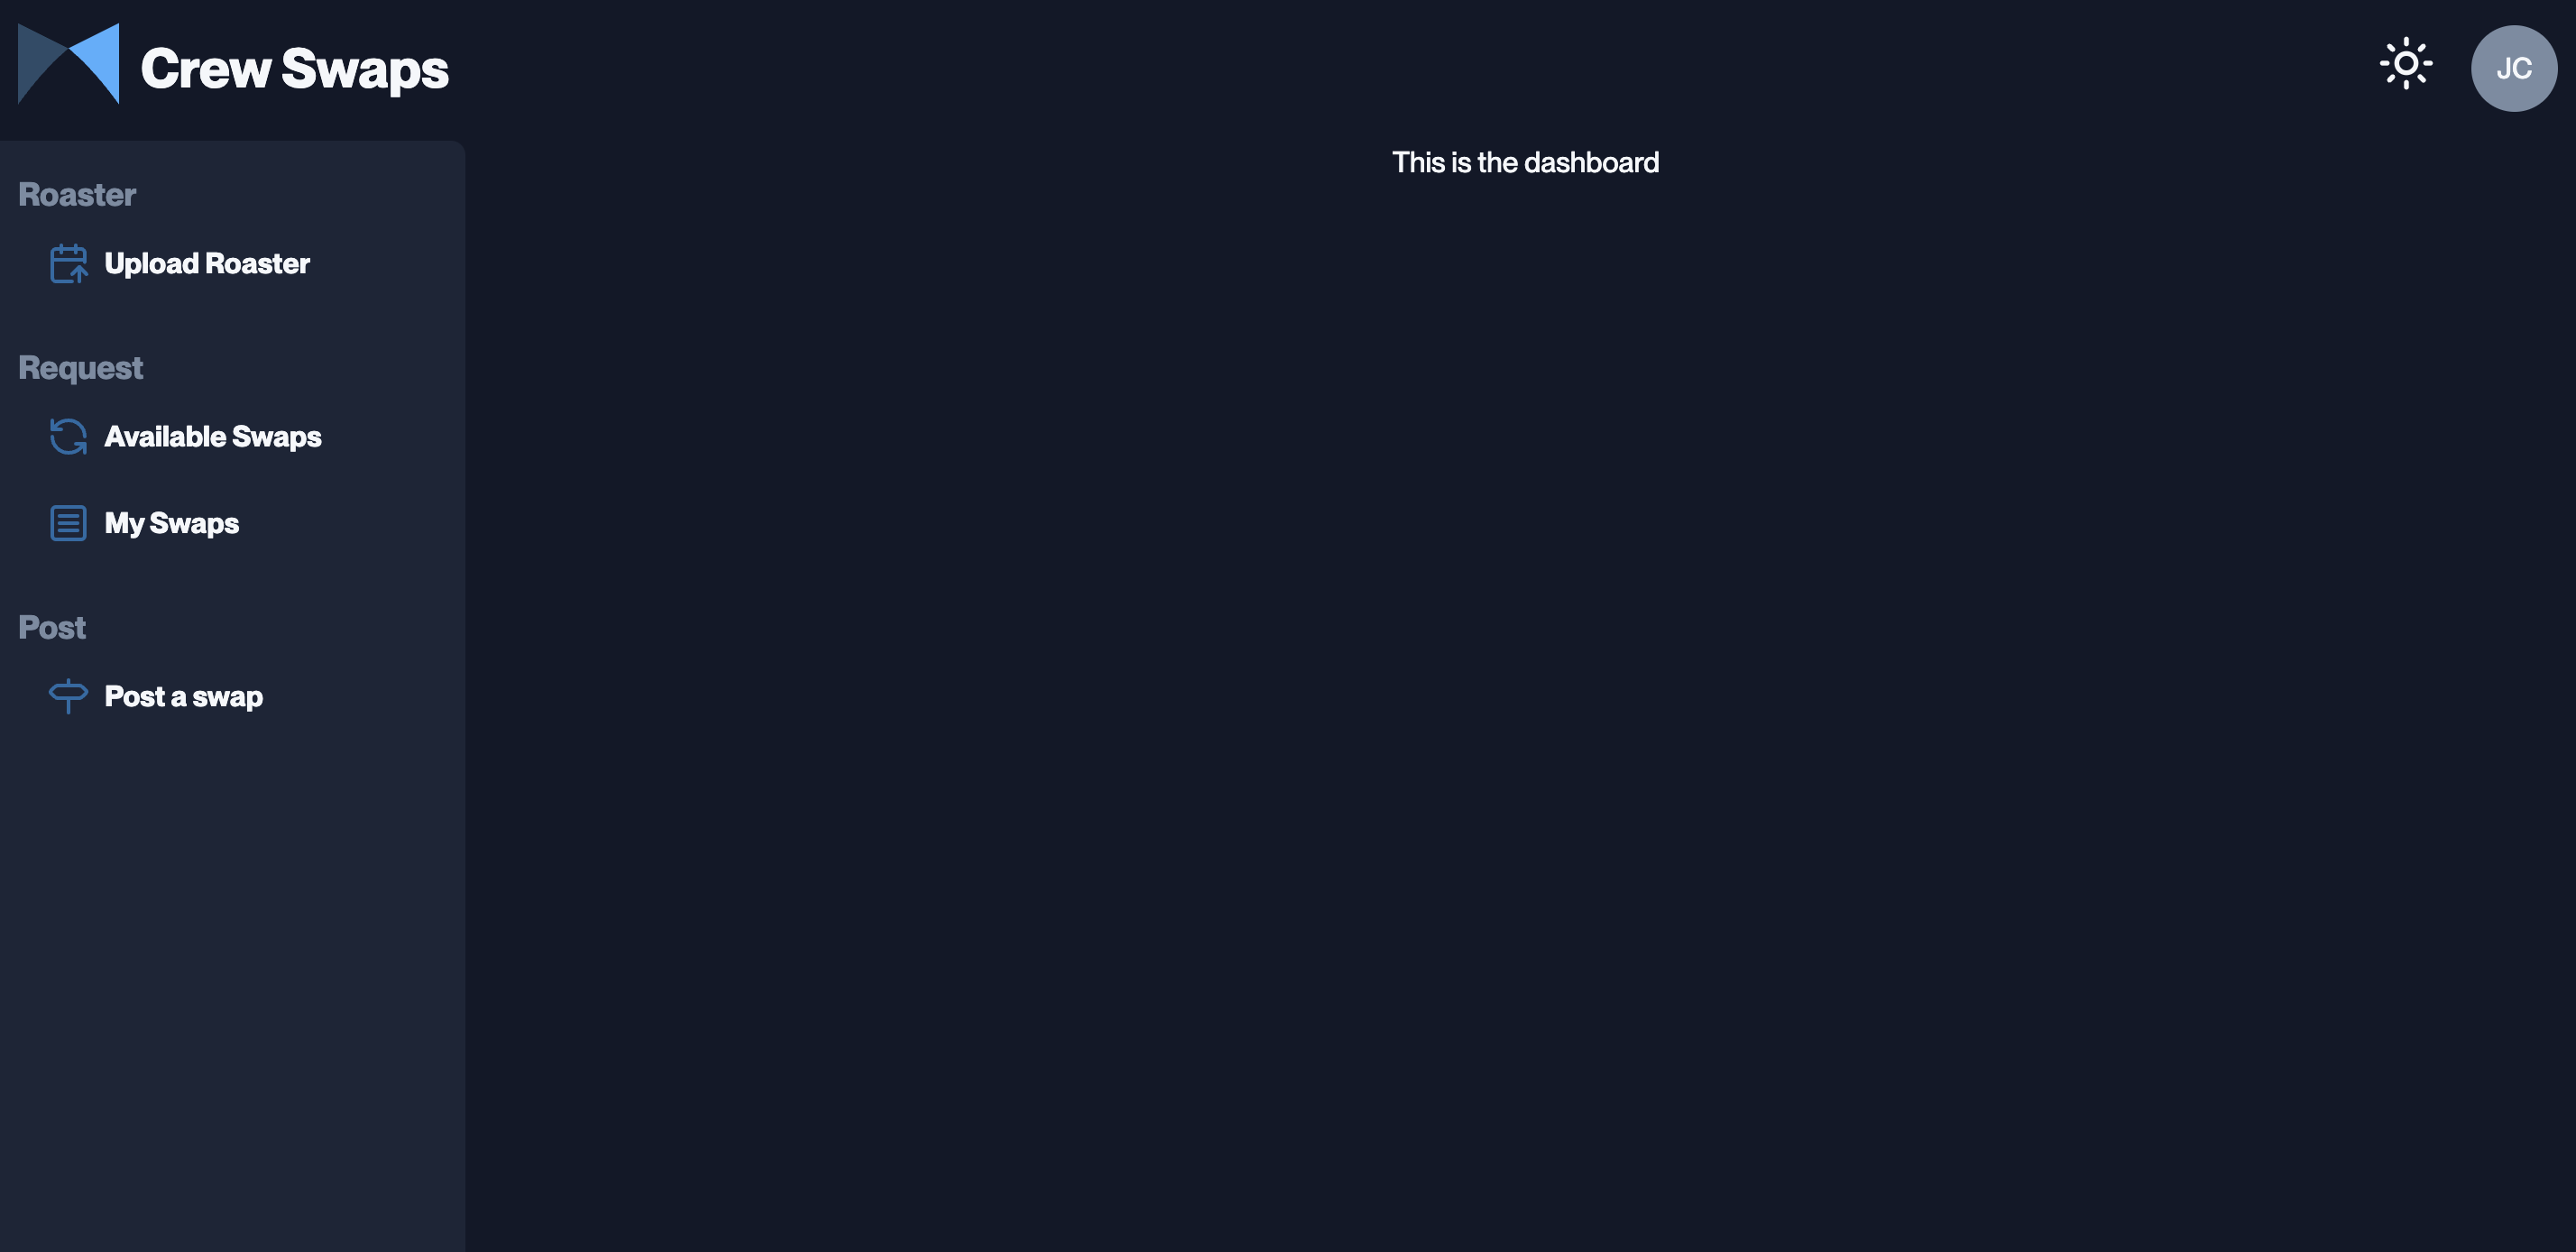 Crew Swaps
JC
This is the dashboard
Roaster
Upload Roaster
Request
Available Swaps
My Swaps
Post
Post a swap